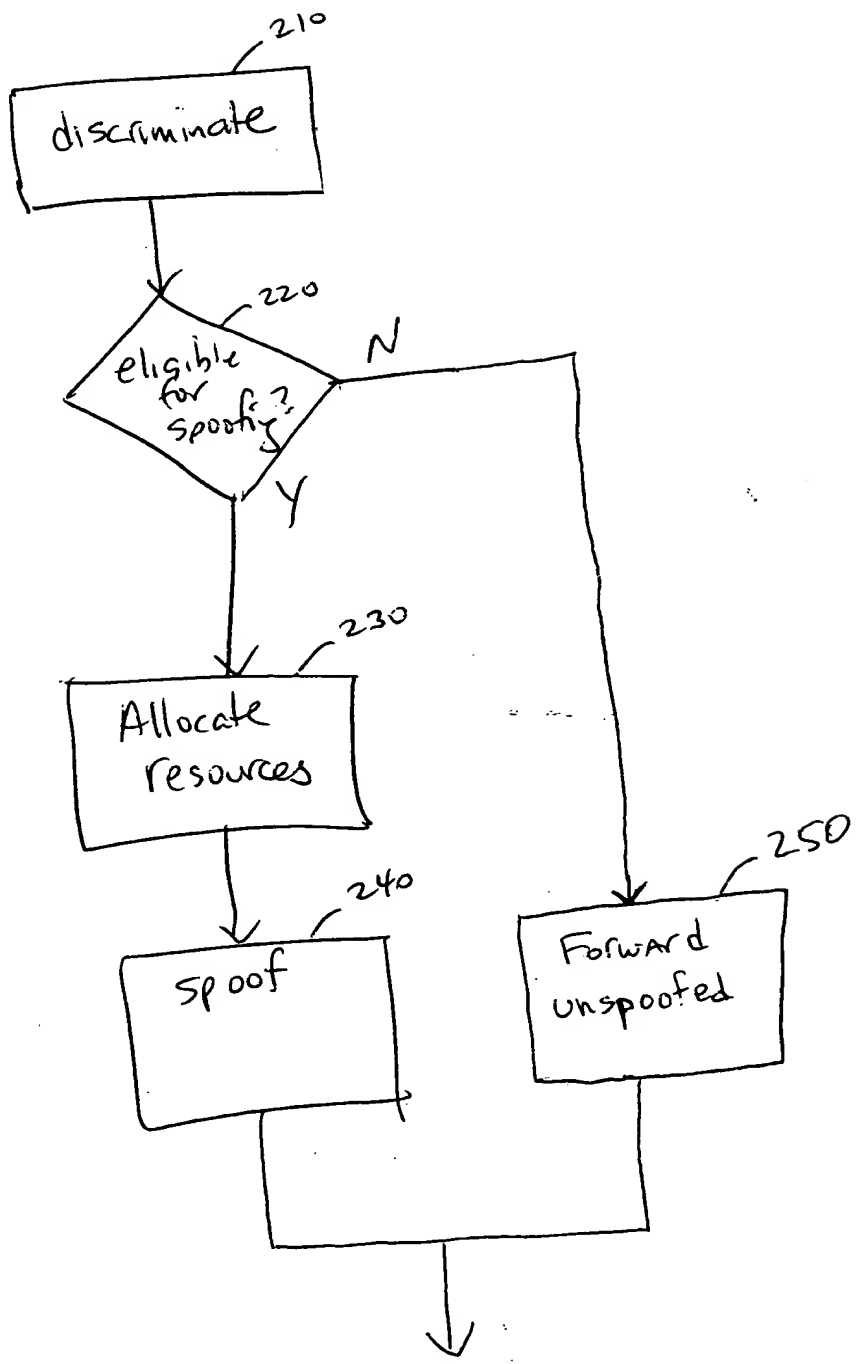 210
discriminate
220
N
eligible
for
spoofing?
Y
230
Allocate
resources
240
spoof
250
Forward
unspoofed